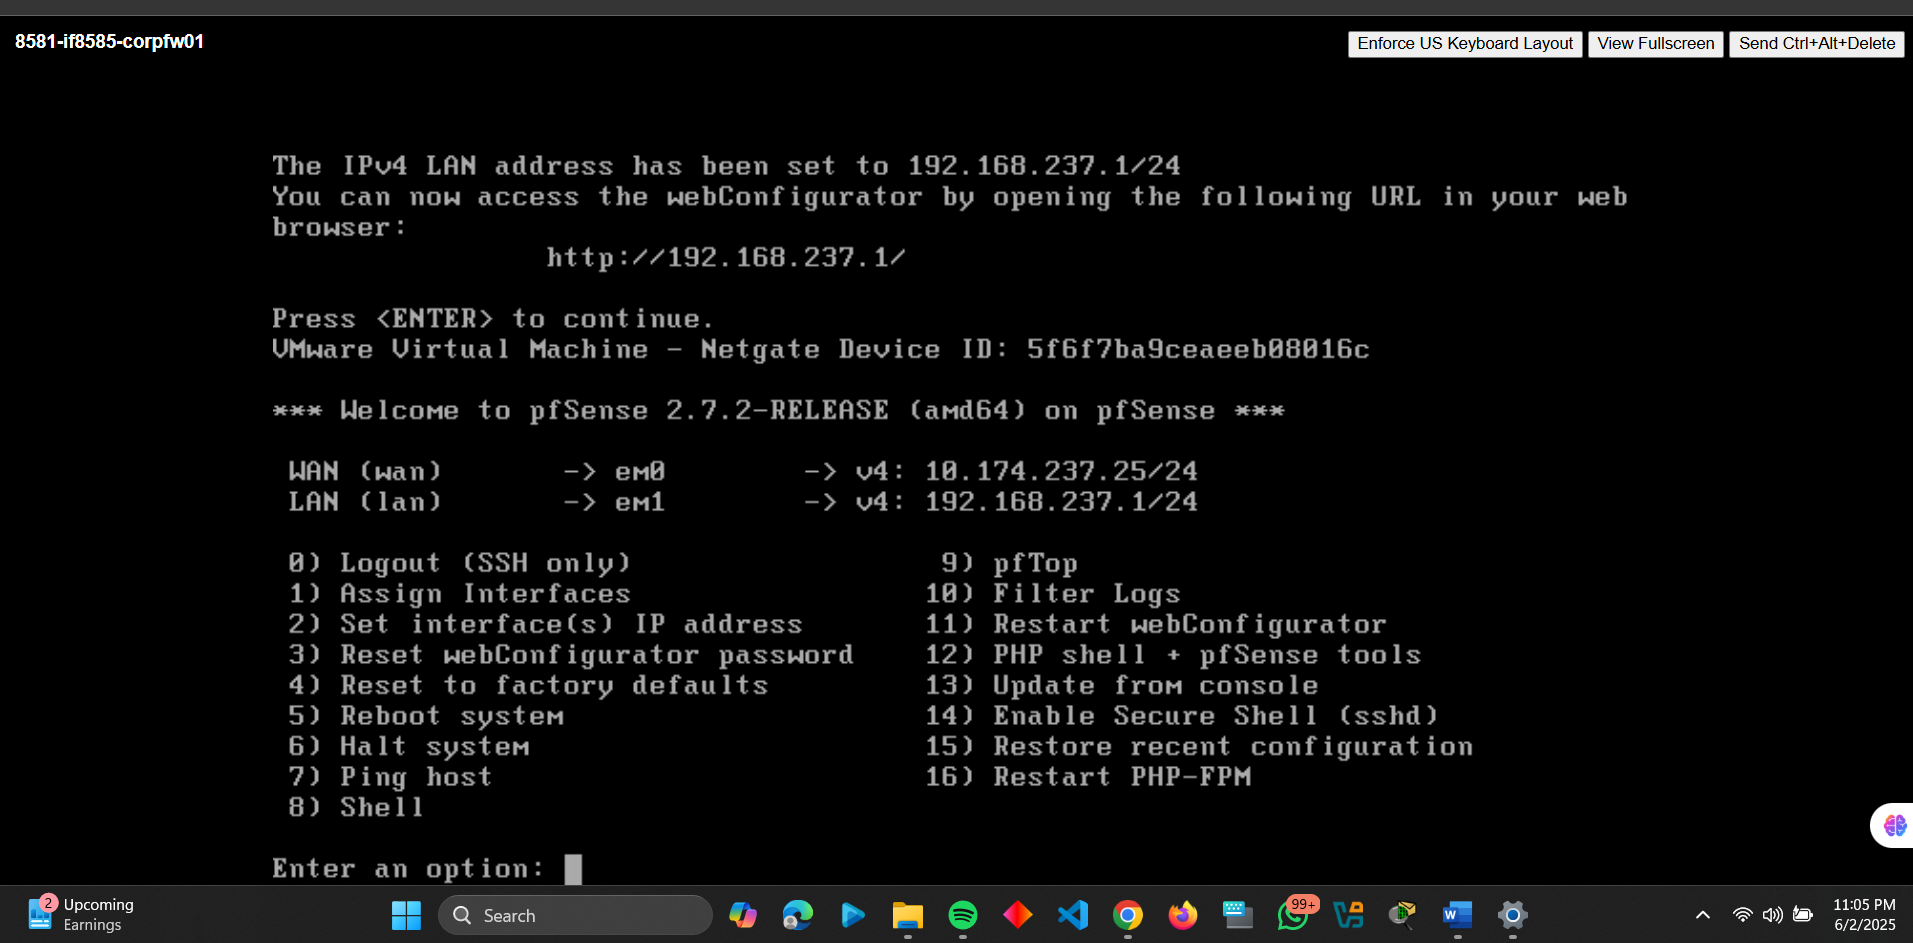 8581-if8585-corpfw01
Enforce US Keyboard Layout
View Fullscreen
Send Ctrl+Alt+Delete
The IPv4 LAN address has been set to 192.168.237.1/24
You can now access the webConfigurator by opening the following URL in your web
browser:
http://192.168.237.1/
Press <ENTER> to continue.
VMware Virtual Machine - Netgate Device ID: 5f6f7ba9ceaeeb08016c
*** Welcome to pfSense 2.7.2-RELEASE (amd64) on pfSense ***
WAN (wan) -> em0 -> v4: 10.174.237.25/24
LAN (lan) -> em1 -> v4: 192.168.237.1/24
0) Logout (SSH only) 9) pfTop
1) Assign Interfaces 10) Filter Logs
2) Set interface(s) IP address 11) Restart webConfigurator
3) Reset webConfigurator password 12) PHP shell + pfSense tools
4) Reset to factory defaults 13) Update from console
5) Reboot system 14) Enable Secure Shell (sshd)
6) Halt system 15) Restore recent configuration
7) Ping host 16) Restart PHP-FPM
8) Shell
Enter an option:
2
Upcoming
Earnings
Search
99+
W
11:05 PM
6/2/2025